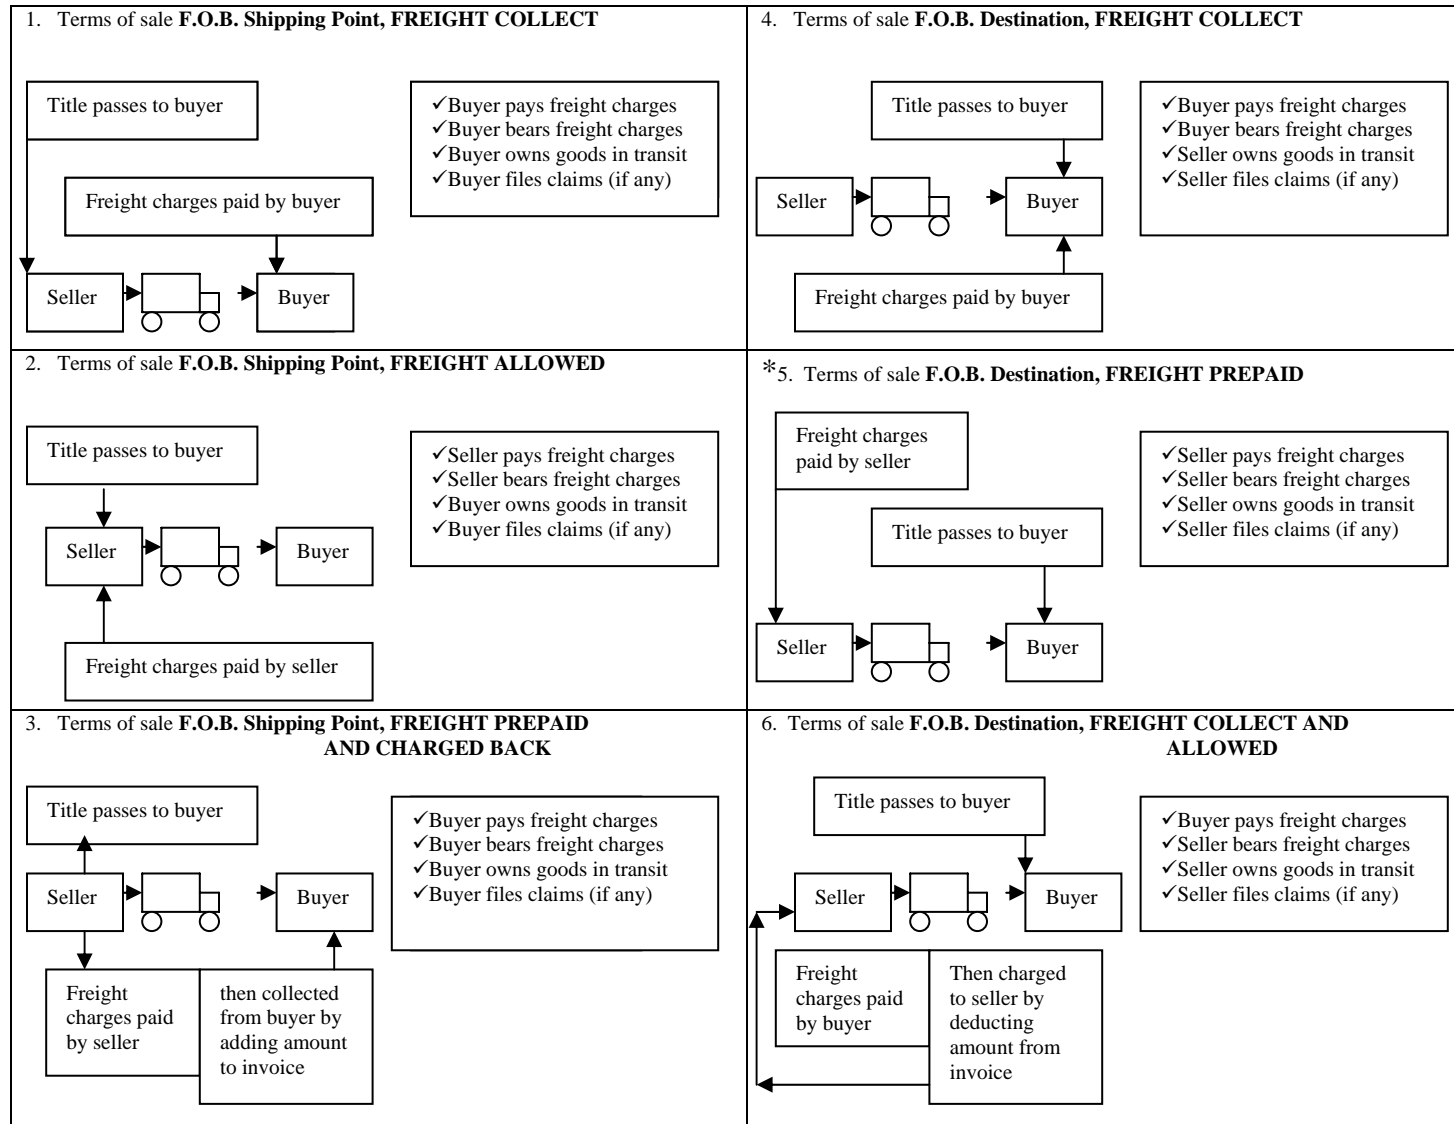 1. Terms of sale F.O.B. Shipping Point, FREIGHT COLLECT
Title passes to buyer
✓Buyer pays freight charges
✓Buyer bears freight charges
✓Buyer owns goods in transit
✓Buyer files claims (if any)
Freight charges paid by buyer
Seller
Buyer
4. Terms of sale F.O.B. Destination, FREIGHT COLLECT
Title passes to buyer
✓Buyer pays freight charges
✓Buyer bears freight charges
✓Seller owns goods in transit
✓Seller files claims (if any)
Seller
Buyer
Freight charges paid by buyer
2. Terms of sale F.O.B. Shipping Point, FREIGHT ALLOWED
Title passes to buyer
✓Seller pays freight charges
✓Seller bears freight charges
✓Buyer owns goods in transit
✓Buyer files claims (if any)
Seller
Buyer
Freight charges paid by seller
*5. Terms of sale F.O.B. Destination, FREIGHT PREPAID
Freight charges
paid by seller
✓Seller pays freight charges
✓Seller bears freight charges
✓Seller owns goods in transit
✓Seller files claims (if any)
Title passes to buyer
Seller
Buyer
3. Terms of sale F.O.B. Shipping Point, FREIGHT PREPAID
AND CHARGED BACK
Title passes to buyer
✓Buyer pays freight charges
✓Buyer bears freight charges
✓Buyer owns goods in transit
✓Buyer files claims (if any)
Seller
Buyer
Freight
charges paid
by seller
then collected
from buyer by
adding amount
to invoice
6. Terms of sale F.O.B. Destination, FREIGHT COLLECT AND
ALLOWED
Title passes to buyer
✓Buyer pays freight charges
✓Seller bears freight charges
✓Seller owns goods in transit
✓Seller files claims (if any)
Seller
Buyer
Freight
charges paid
by buyer
Then charged
to seller by
deducting
amount from
invoice